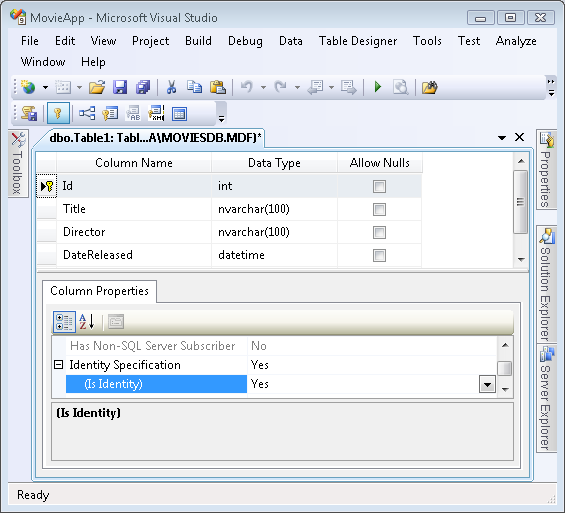 MovieApp - Microsoft Visual Studio
File Edit View Project Build Debug Data Table Designer Tools Test Analyze
Window Help
dbo.Table1: Tabl...A\MOVIESDB.MDF)*
Toolbox
Column Name Data Type Allow Nulls
Id int
Title nvarchar(100)
Director nvarchar(100)
DateReleased datetime
Column Properties
Has Non-SQL Server Subscriber No
Identity Specification Yes
(Is Identity) Yes
(Is Identity)
Properties
Solution Explorer
Server Explorer
Ready